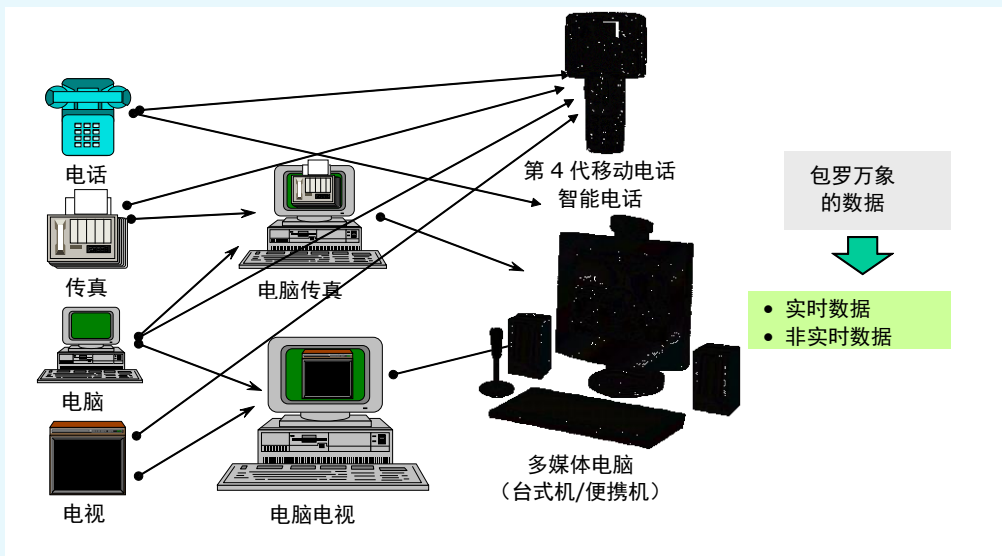 电话
传真
电脑
电视
电脑传真
电脑电视
第 4 代移动电话
智能电话
多媒体电脑
（台式机/便携机）
包罗万象
的数据
• 实时数据
• 非实时数据